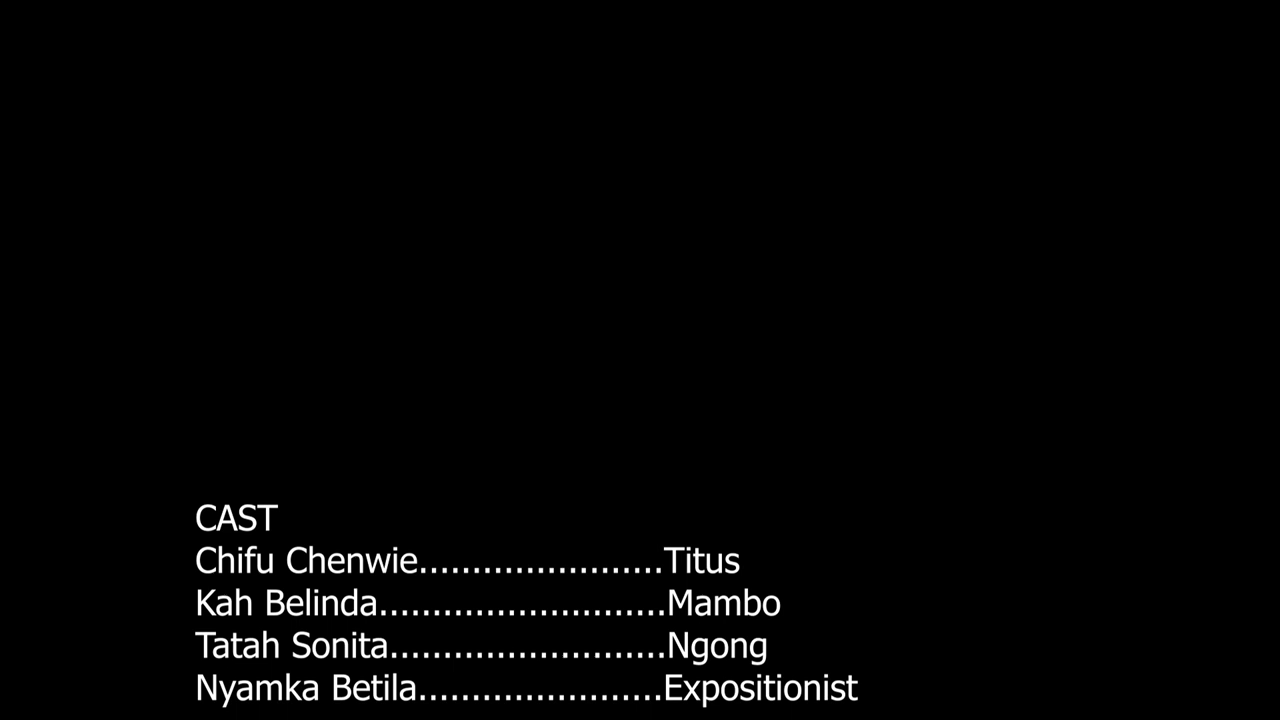 CAST
Chifu Chenwie.......................Titus
Kah Belinda...........................Mambo
Tatah Sonita..........................Ngong
Nyamka Betila.......................Expositionist